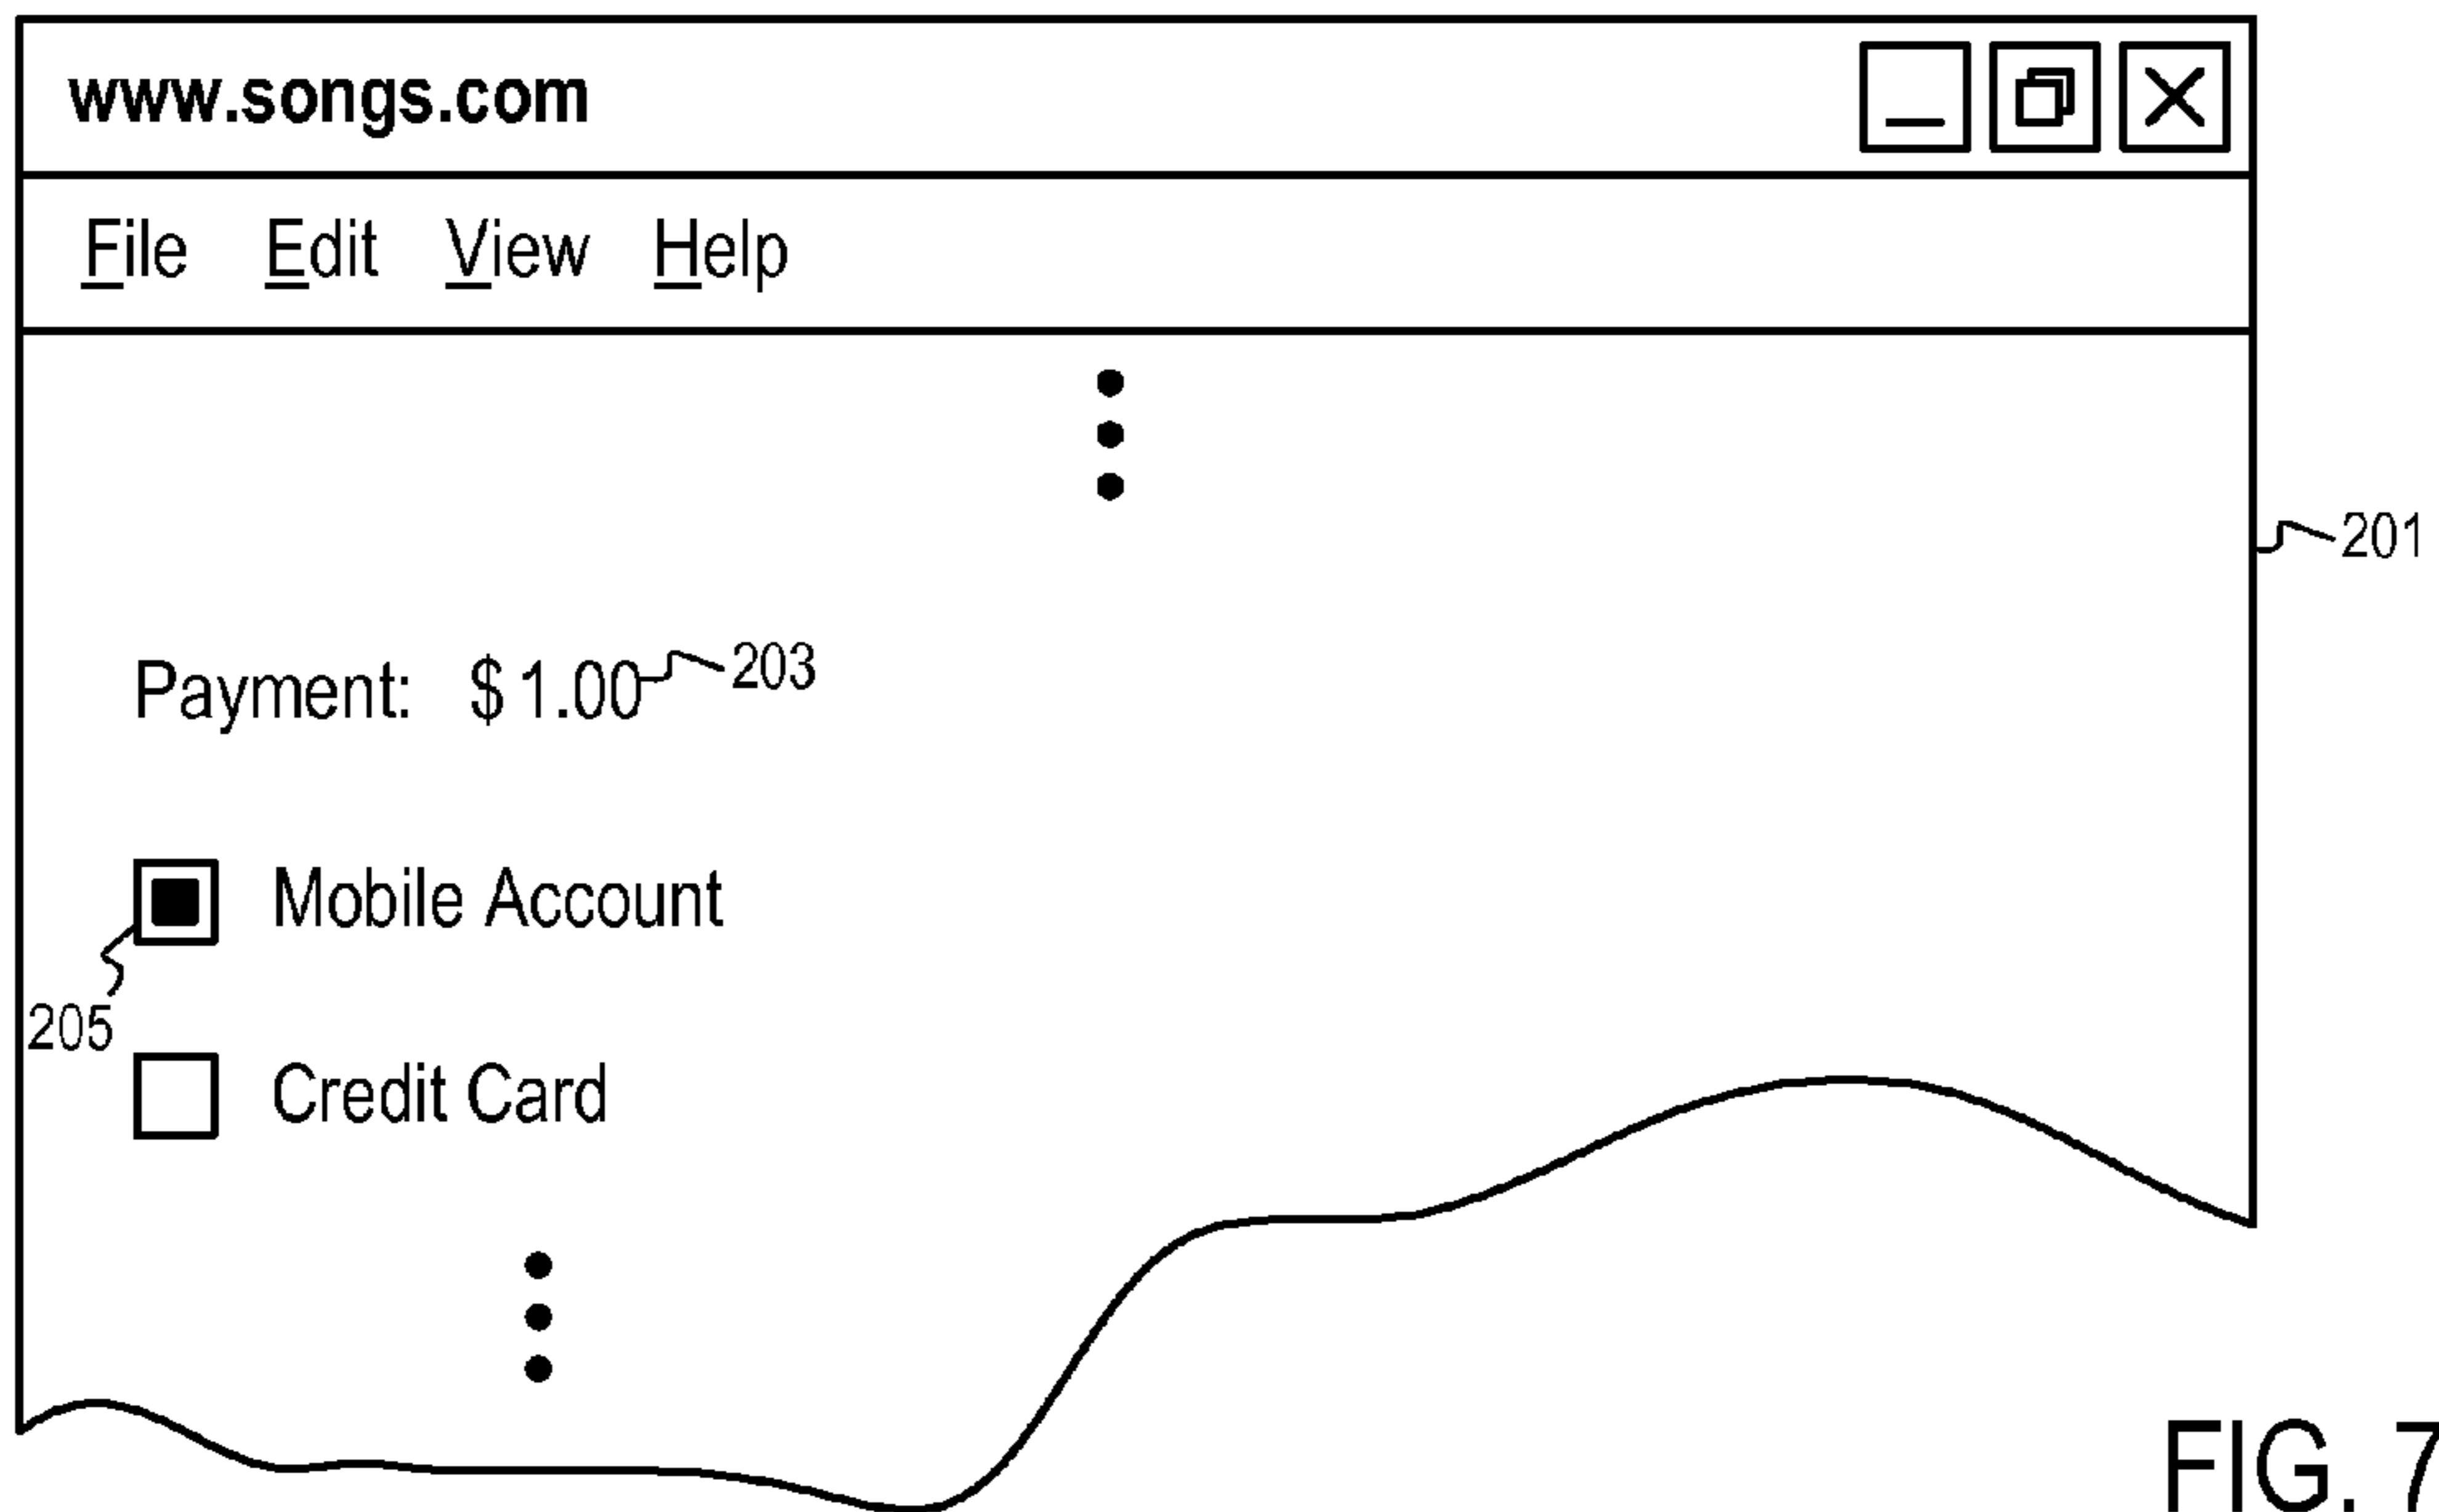 www.songs.com
File Edit View Help
201
Payment: $ 1.00 203
Mobile Account
205
Credit Card
FIG. 7